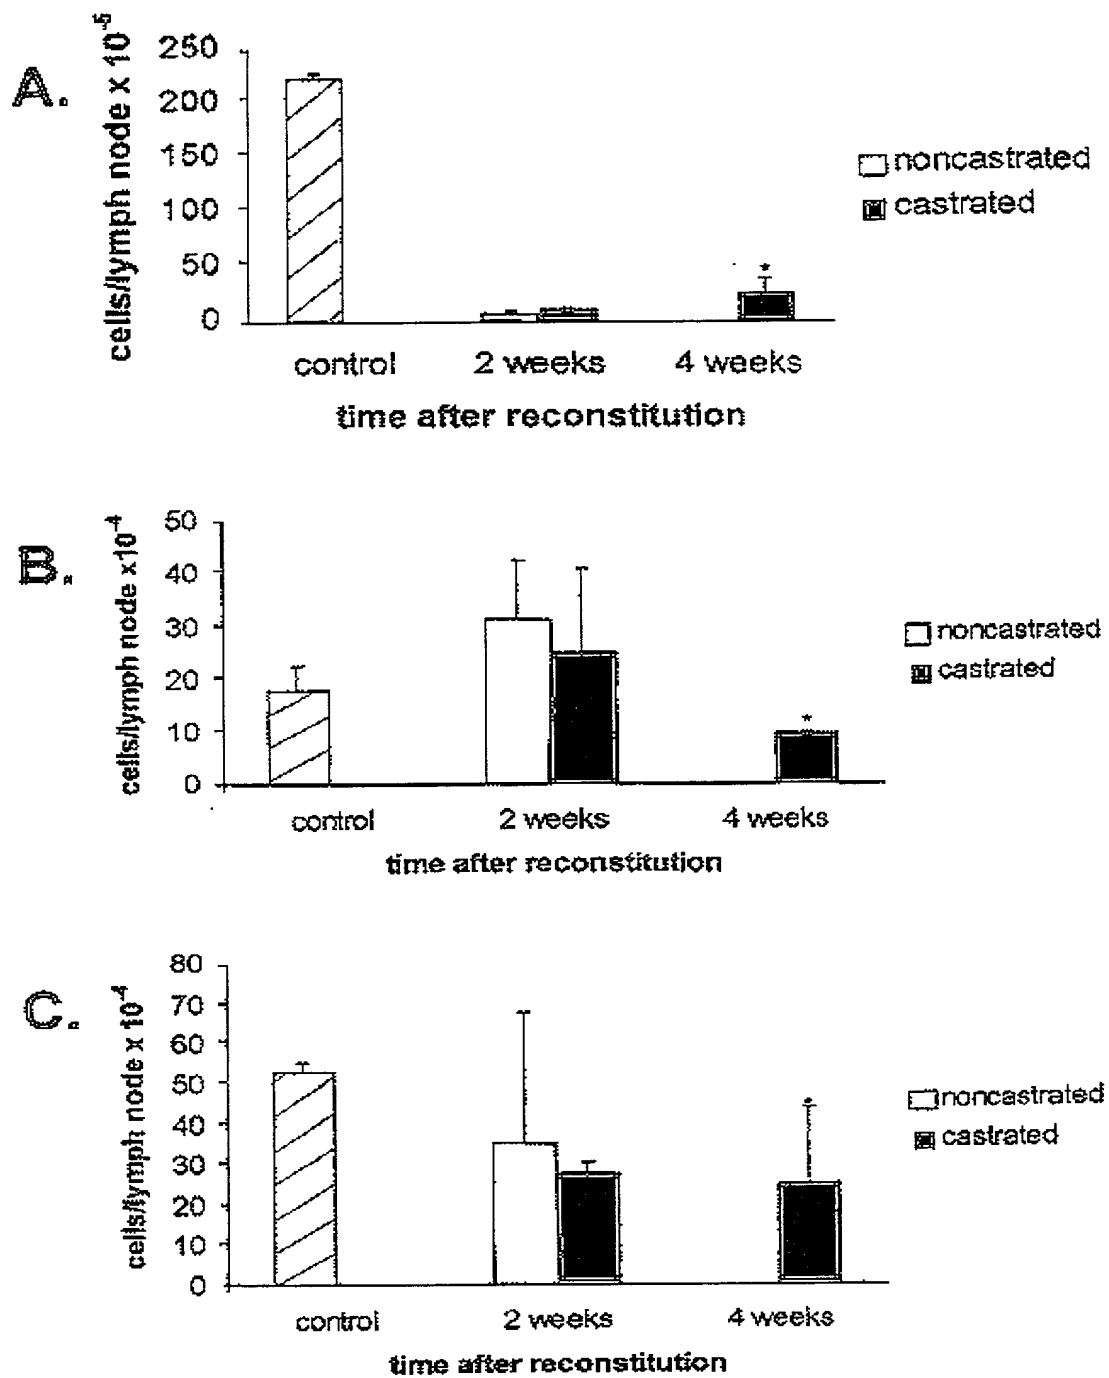 A.
cells/lymph node x 10^-5
250
200
150
100
50
0
*
control
2 weeks
4 weeks
time after reconstitution
noncastrated
castrated
B.
cells/lymph node x10^-4
50
40
30
20
10
0
*
control
2 weeks
4 weeks
time after reconstitution
noncastrated
castrated
C.
cells/lymph node x 10^-4
80
70
60
50
40
30
20
10
0
*
control
2 weeks
4 weeks
time after reconstitution
noncastrated
castrated